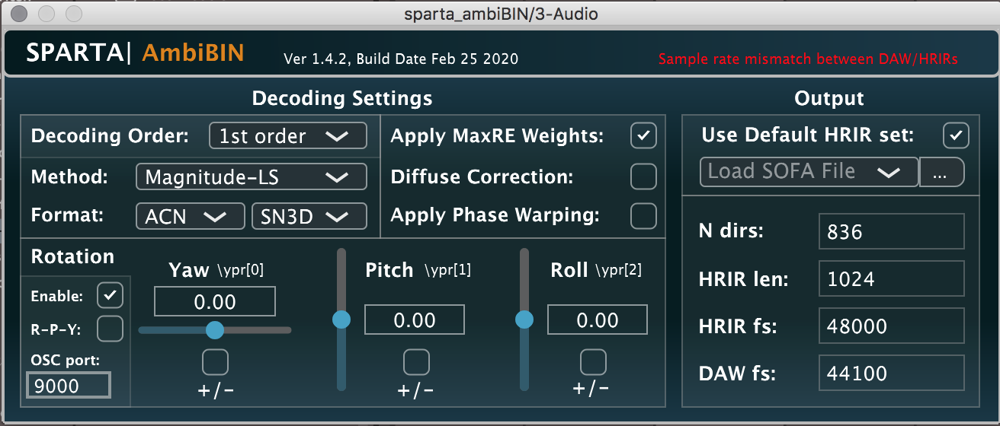 sparta_ambiBIN/3-Audio
SPARTA| AmbiBIN
Ver 1.4.2, Build Date Feb 25 2020
Sample rate mismatch between DAW/HRIRs
Decoding Settings
Decoding Order: 1st order
Method: Magnitude-LS
Format: ACN SN3D
Apply MaxRE Weights:
Diffuse Correction:
Apply Phase Warping:
Rotation
Enable:
R-P-Y:
OSC port:
9000
Yaw \ypr[0]
0.00
+/-
Pitch \ypr[1]
0.00
+/-
Roll \ypr[2]
0.00
+/-
Output
Use Default HRIR set:
Load SOFA File ...
N dirs: 836
HRIR len: 1024
HRIR fs: 48000
DAW fs: 44100